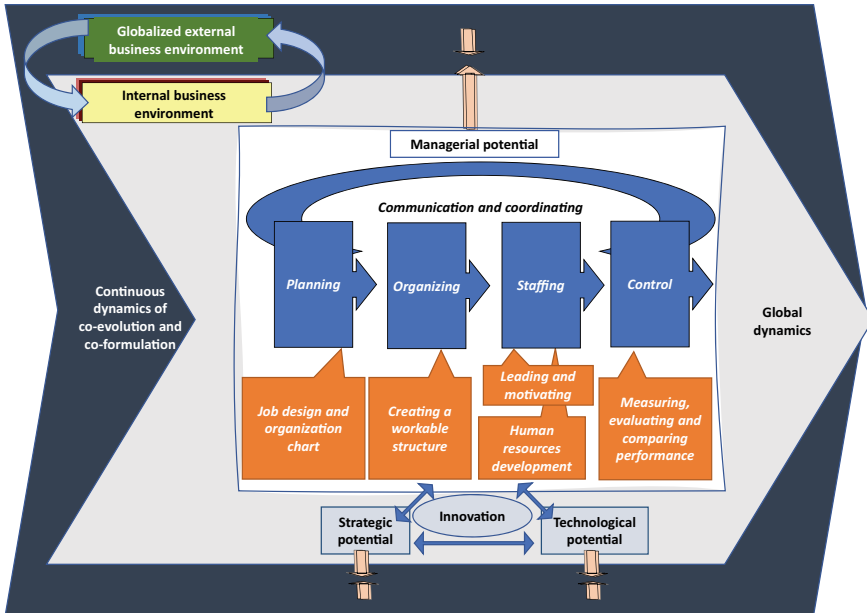 Globalized external
business environment
Internal business
environment
Managerial potential
Communication and coordinating
Planning
Organizing
Staffing
Control
Continuous
dynamics of
co-evolution and
co-formulation
Global
dynamics
Job design and
organization
chart
Creating a
workable
structure
Leading and
motivating
Human
resources
development
Measuring,
evaluating and
comparing
performance
Innovation
Strategic
potential
Technological
potential